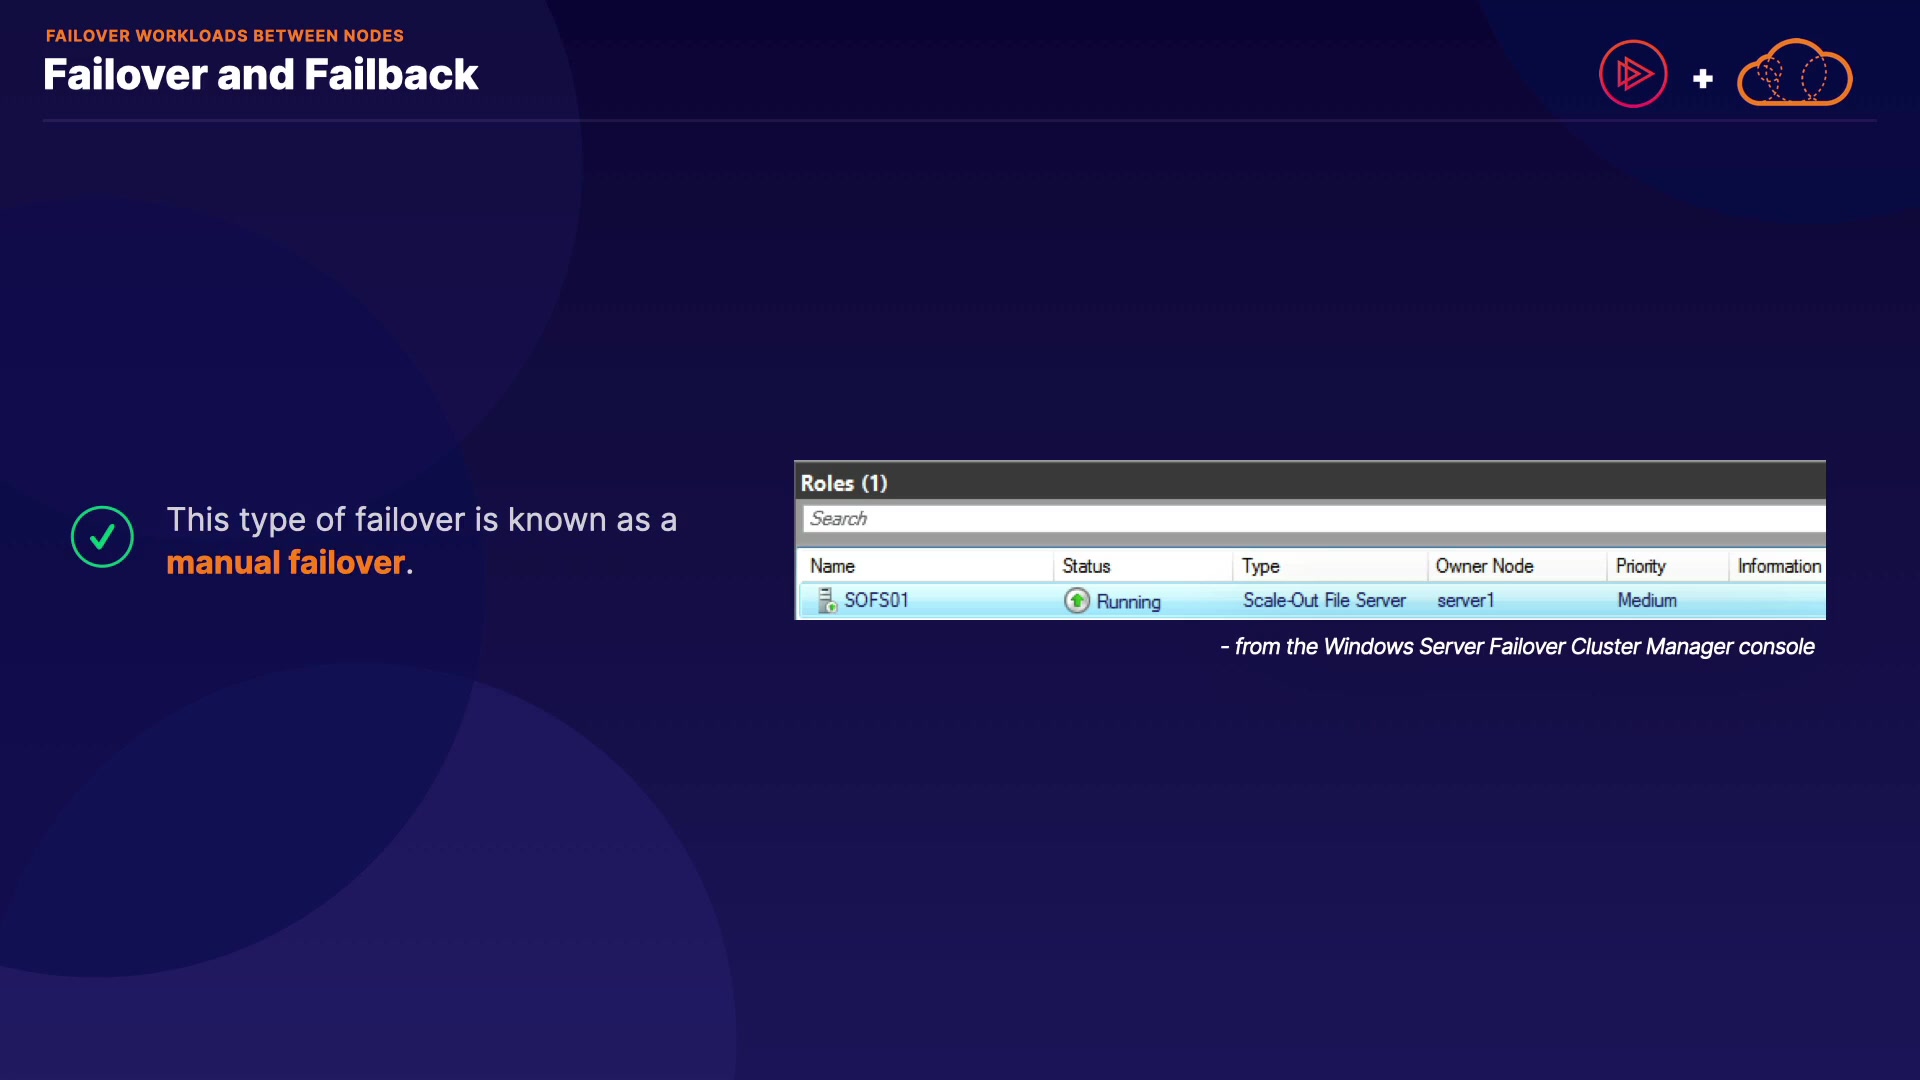 FAILOVER WORKLOADS BETWEEN NODES
Failover and Failback
This type of failover is known as a
manual failover.
Roles (1)
Search
Name Status Type Owner Node Priority Information
SOFS01 Running Scale-Out File Server server1 Medium
- from the Windows Server Failover Cluster Manager console